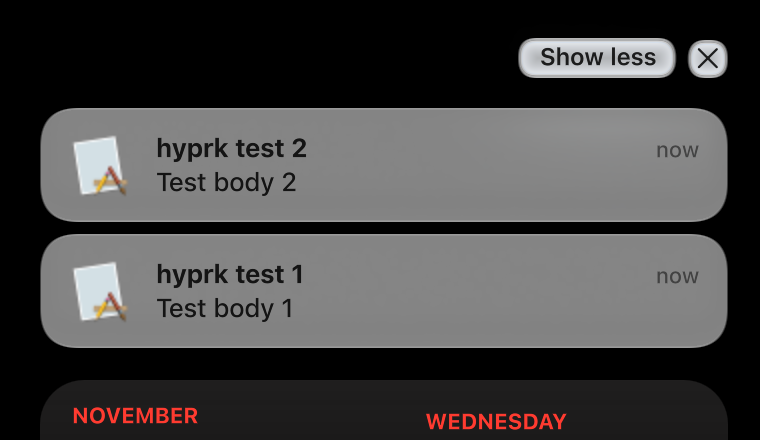 Show less
hyprk test 2
now
Test body 2
hyprk test 1
now
Test body 1
NOVEMBER
WEDNESDAY